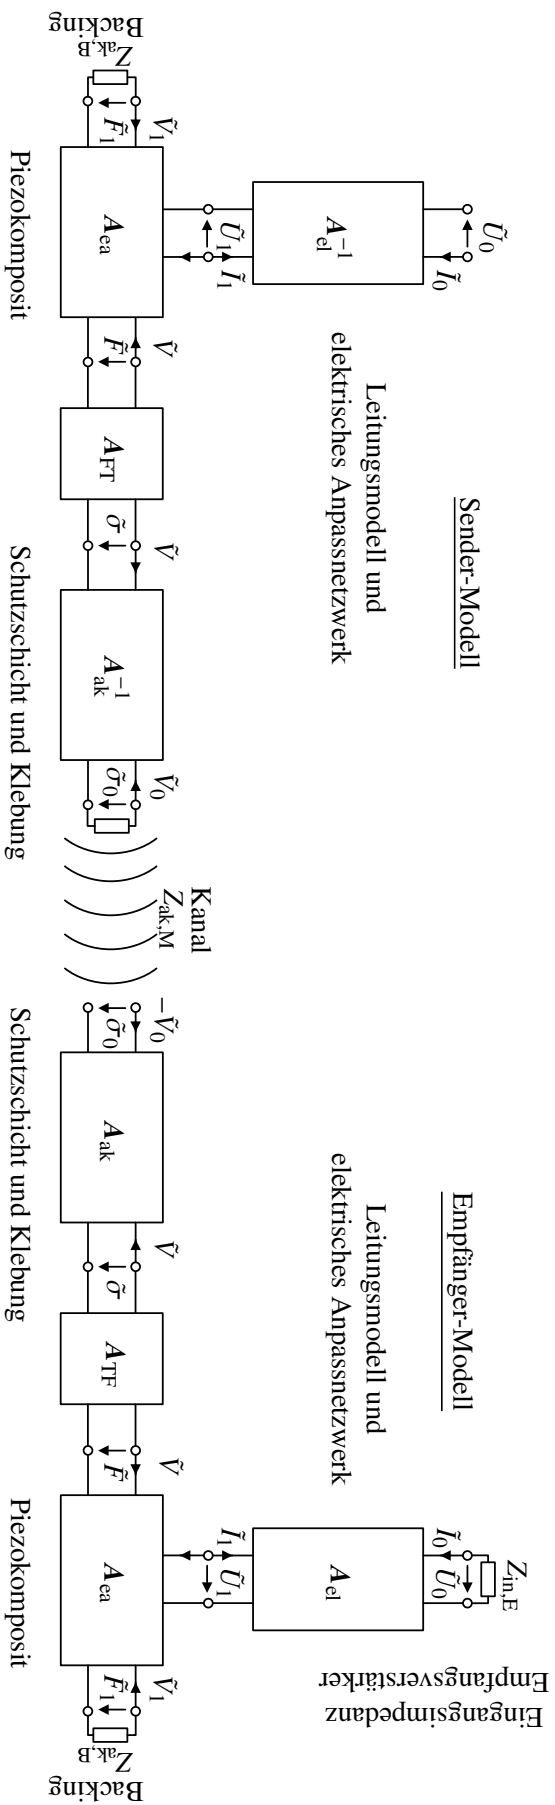 Sender-Modell
Ũ₀
Ĩ₀
A_el⁻¹
Leitungsmodell und
elektrisches Anpassnetzwerk
Ũ₁
Ĩ₁
Backing
Z_ak,B
Ṽ₁
F̃₁
A_ea
Piezokomposit
Ṽ
F̃
A_FT
Ṽ
σ̃
A_ak⁻¹
Schutzschicht und Klebung
Ṽ₀
σ̃₀
Kanal
Z_ak,M
Empfänger-Modell
−Ṽ₀
σ̃₀
A_ak
Schutzschicht und Klebung
Ṽ
σ̃
A_TF
Ṽ
F̃
A_ea
Piezokomposit
Ĩ₁
Ũ₁
Leitungsmodell und
elektrisches Anpassnetzwerk
A_el
Ĩ₀
Ũ₀
Z_in,E
Eingangsimpedanz
Empfangsverstärker
Ṽ₁
F̃₁
Z_ak,B
Backing